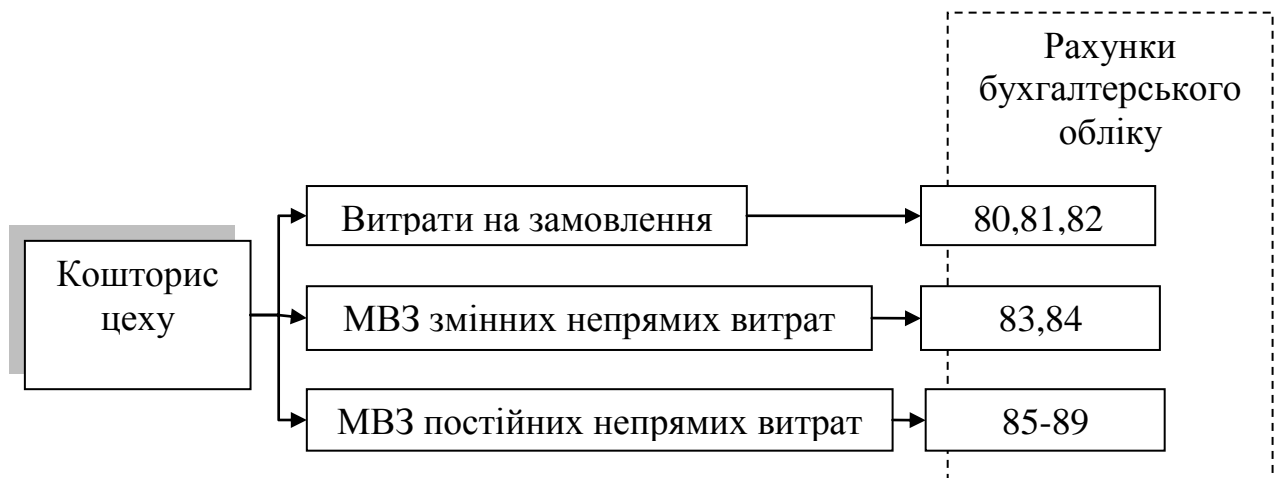 Рахунки
бухгалтерського
обліку
Витрати на замовлення
80,81,82
Кошторис
цеху
МВЗ змінних непрямих витрат
83,84
МВЗ постійних непрямих витрат
85-89